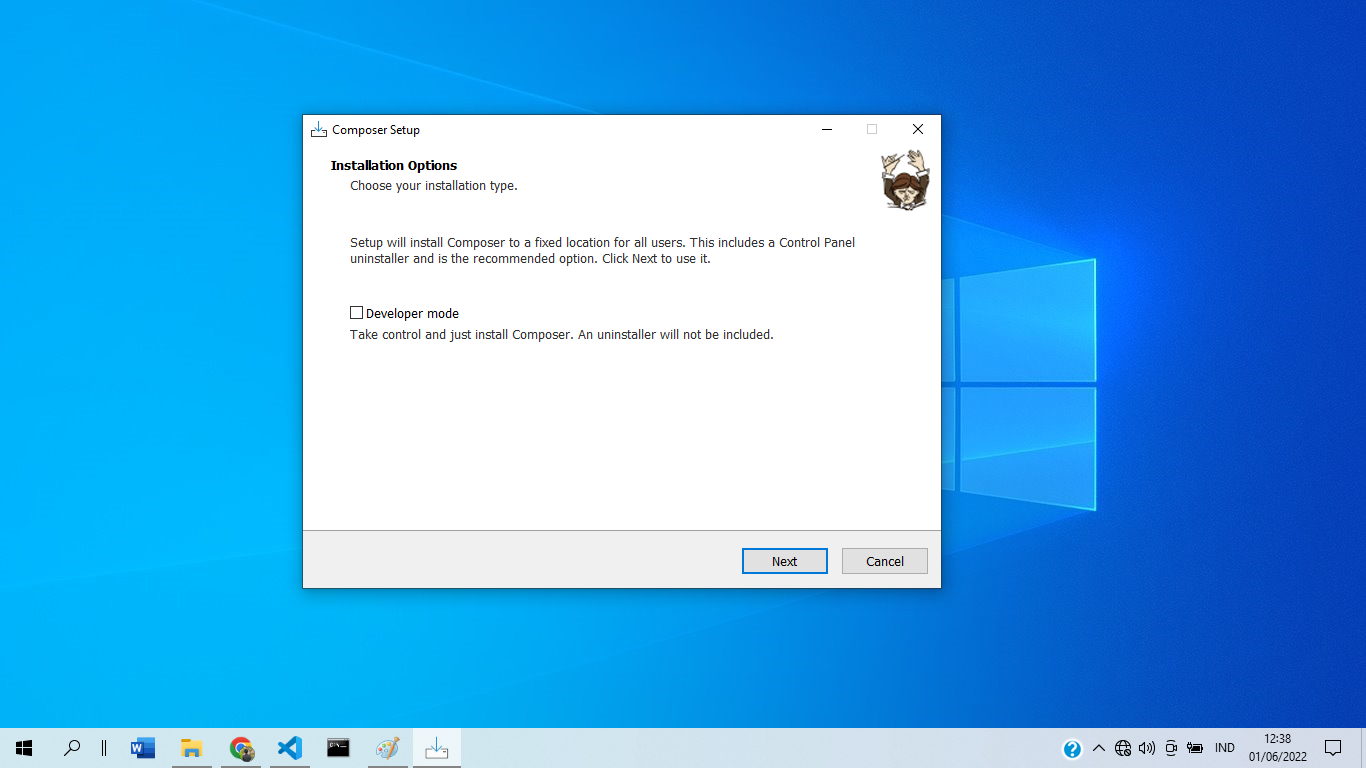 Composer Setup
Installation Options
Choose your installation type.
Setup will install Composer to a fixed location for all users. This includes a Control Panel
uninstaller and is the recommended option. Click Next to use it.
Developer mode
Take control and just install Composer. An uninstaller will not be included.
Next
Cancel
IND
12:38
01/06/2022